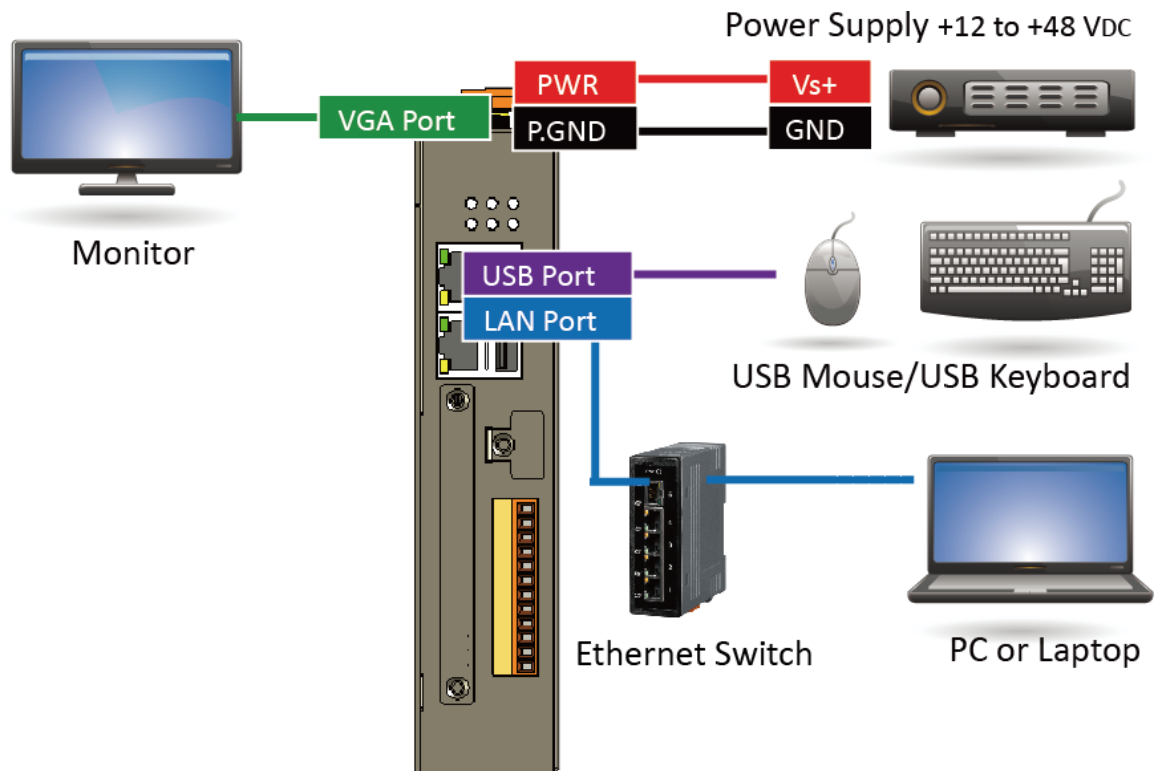 Power Supply +12 to +48 VDC
PWR
Vs+
VGA Port
P.GND
GND
Monitor
USB Port
LAN Port
USB Mouse/USB Keyboard
Ethernet Switch
PC or Laptop